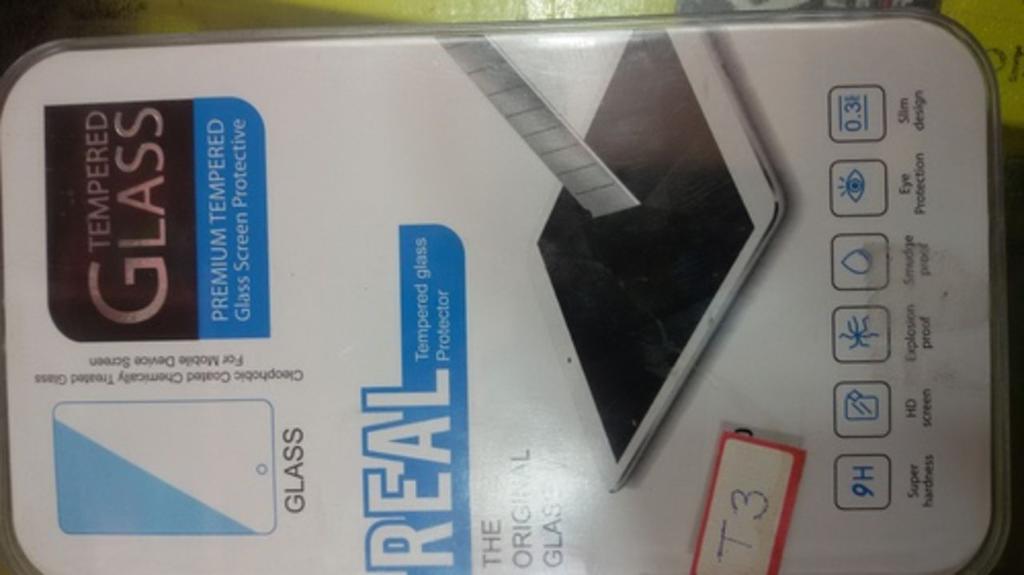 TEMPERED
GLASS
PREMIUM TEMPERED
Glass Screen Protective
GLASS
Cleophobic Coated Chemically Treated Glass
For Mobile Device Screen
REAL
Tempered glass
Protector
THE
ORIGINAL
GLASS
T3
9H
Super
hardness
HD
screen
Explosion
proof
Smudge
proof
Eye
Protection
0.3
Slim
design